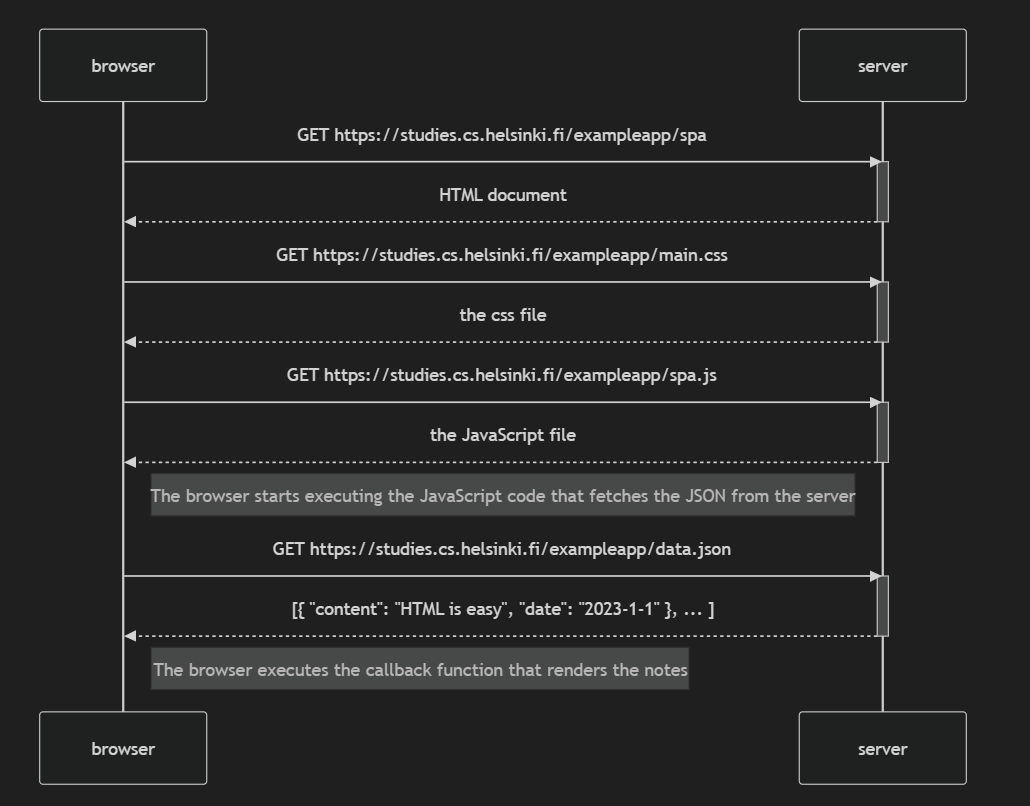 browser
server
GET https://studies.cs.helsinki.fi/exampleapp/spa
HTML document
GET https://studies.cs.helsinki.fi/exampleapp/main.css
the css file
GET https://studies.cs.helsinki.fi/exampleapp/spa.js
the JavaScript file
The browser starts executing the JavaScript code that fetches the JSON from the server
GET https://studies.cs.helsinki.fi/exampleapp/data.json
[{ "content": "HTML is easy", "date": "2023-1-1" }, ... ]
The browser executes the callback function that renders the notes
browser
server